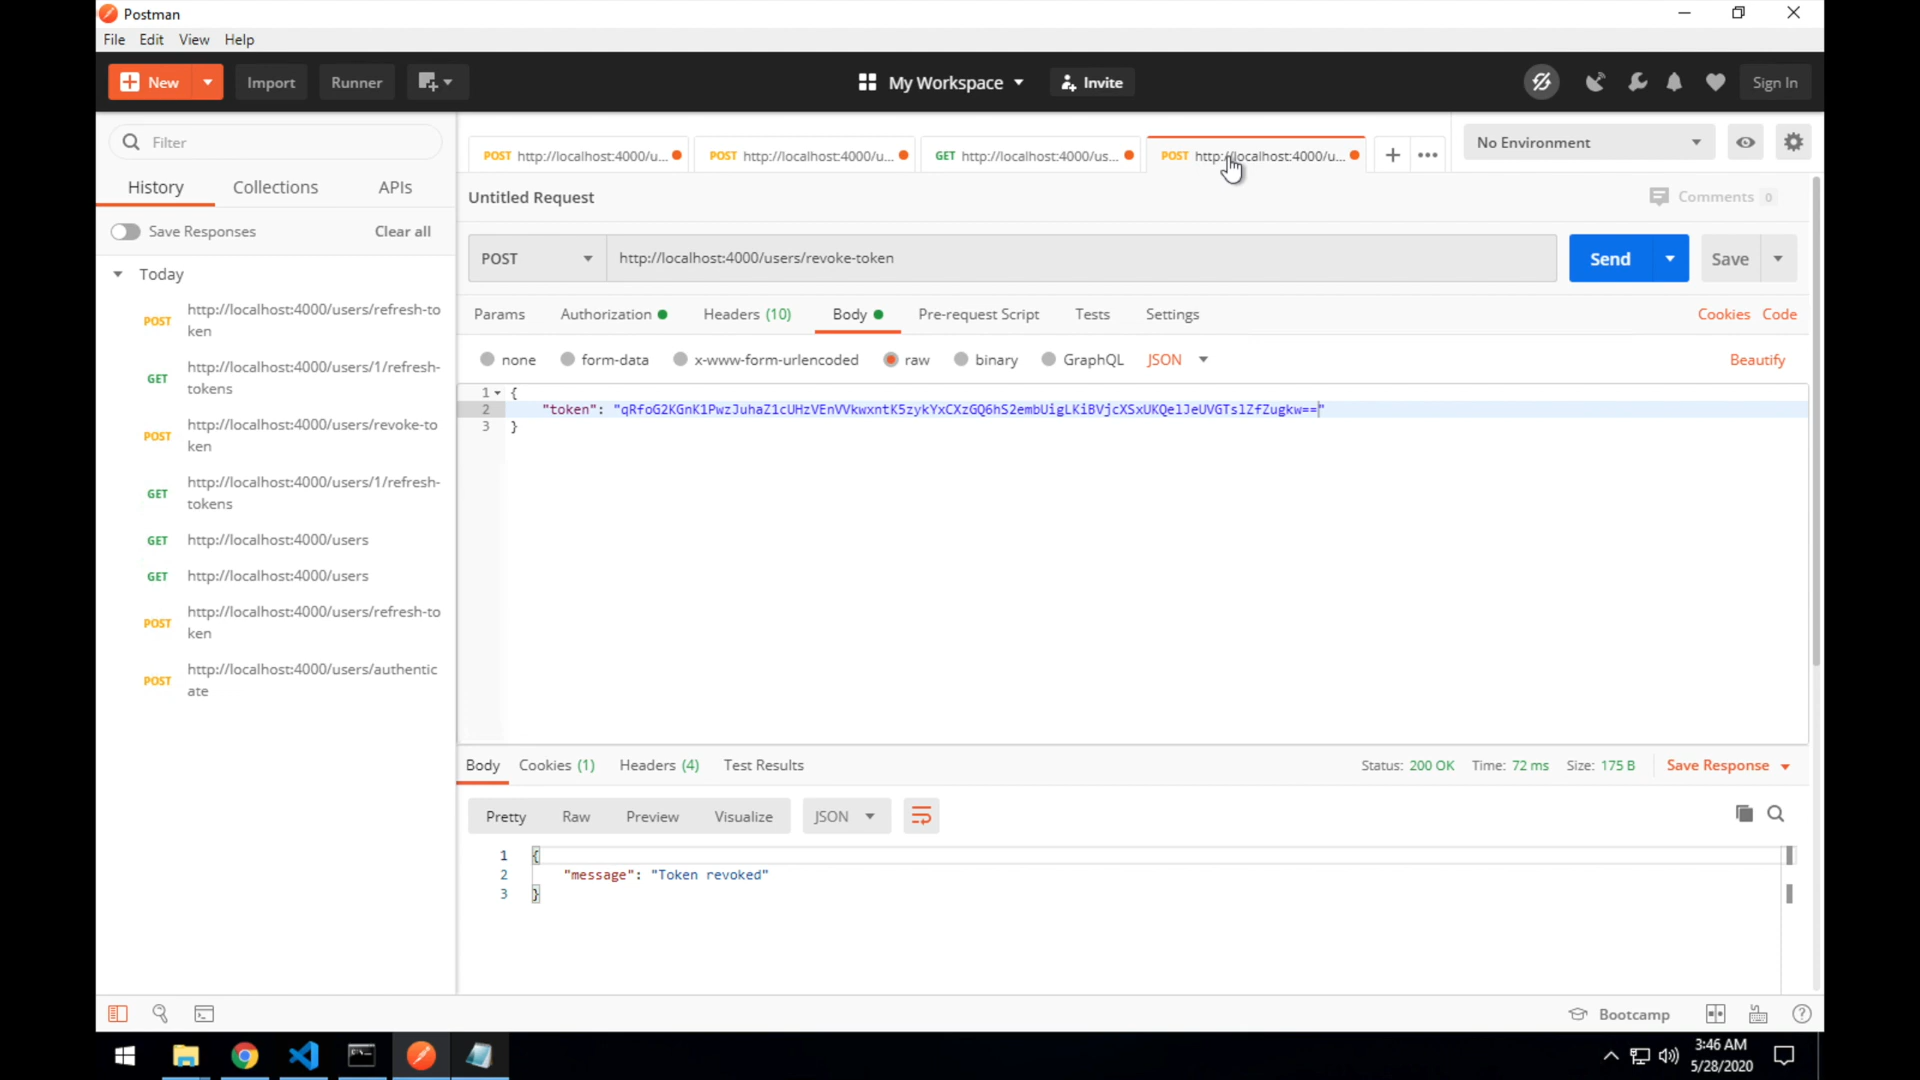 Postman
File Edit View Help
New Import Runner My Workspace Invite Sign In
Filter
History Collections APIs
Save Responses Clear all
Today
POST http://localhost:4000/users/refresh-to
ken
GET http://localhost:4000/users/1/refresh-
tokens
POST http://localhost:4000/users/revoke-to
ken
GET http://localhost:4000/users/1/refresh-
tokens
GET http://localhost:4000/users
GET http://localhost:4000/users
POST http://localhost:4000/users/refresh-to
ken
POST http://localhost:4000/users/authentic
ate
POST http://localhost:4000/u... POST http://localhost:4000/u... GET http://localhost:4000/us... POST http://localhost:4000/u... No Environment
Untitled Request Comments 0
POST http://localhost:4000/users/revoke-token Send Save
Params Authorization Headers (10) Body Pre-request Script Tests Settings Cookies Code
none form-data x-www-form-urlencoded raw binary GraphQL JSON Beautify
1 {
2 "token": "qRfoG2KGnK1PwzJuhaZ1cUHzVEnVVkwxntK5zykYxCXzGQ6hS2embUigLKiBVjcXSxUKQelJeUVGTslZfZugkw=="
3 }
Body Cookies (1) Headers (4) Test Results Status: 200 OK Time: 72 ms Size: 175 B Save Response
Pretty Raw Preview Visualize JSON
1 {
2 "message": "Token revoked"
3 }
Bootcamp
3:46 AM
5/28/2020